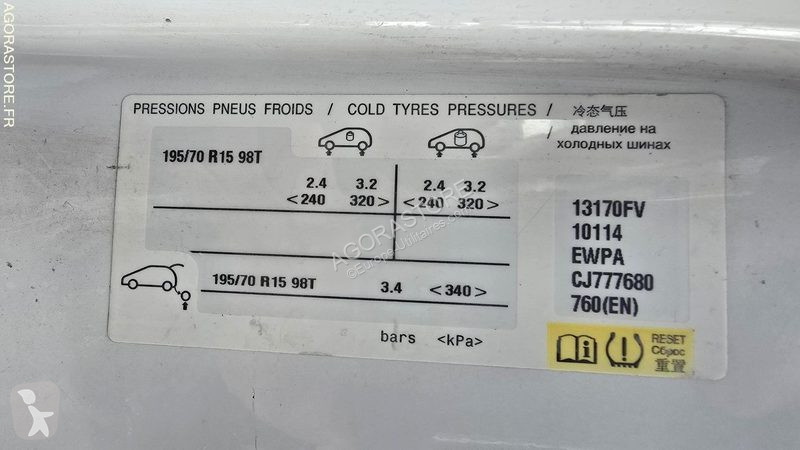 AGORASTORE.FR
PRESSIONS PNEUS FROIDS / COLD TYRES PRESSURES / 冷态气压
/ давление на
холодных шинах
195/70 R15 98T
2.4 3.2 2.4 3.2
<240 320> <240 320>
195/70 R15 98T 3.4 <340>
bars <kPa>
13170FV
10114
EWPA
CJ777680
760(EN)
RESET
Сброс
重置
AGORASTORE